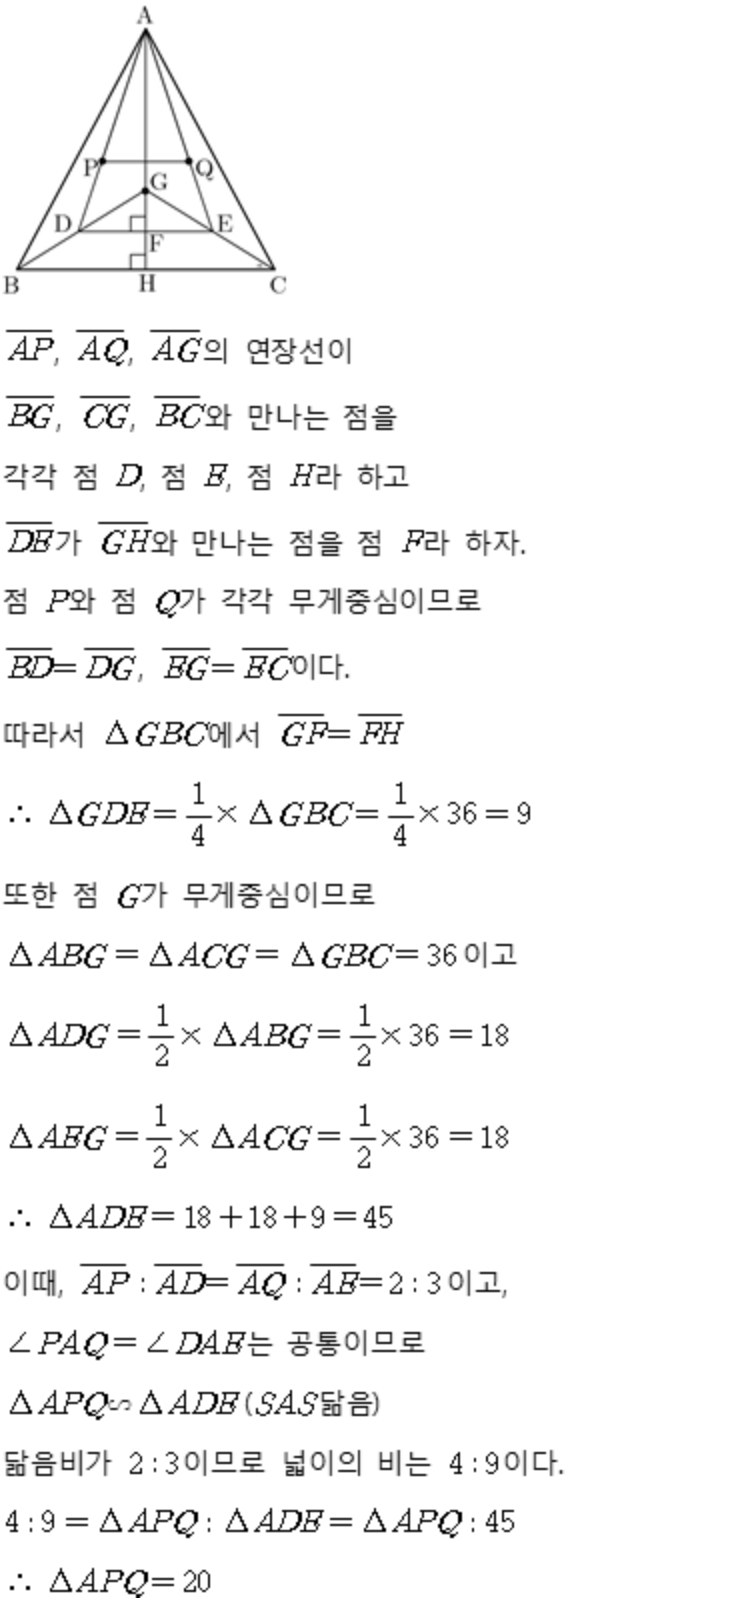 A
P
Q
G
D
E
F
B
H
C
AP, AQ, AG의 연장선이
BG, CG, BC와 만나는 점을
각각 점 D, 점 E, 점 H라 하고
DE가 GH와 만나는 점을 점 F라 하자.
점 P와 점 Q가 각각 무게중심이므로
BD=DG, EG=EC이다.
따라서 △GBC에서 GF=FH
∴ △GDE=1/4×△GBC=1/4×36=9
또한 점 G가 무게중심이므로
△ABG=△ACG=△GBC=36이고
△ADG=1/2×△ABG=1/2×36=18
△AEG=1/2×△ACG=1/2×36=18
∴ △ADE=18+18+9=45
이때, AP:AD=AQ:AE=2:3이고,
∠PAQ=∠DAE는 공통이므로
△APQ∽△ADE(SAS닮음)
닮음비가 2:3이므로 넓이의 비는 4:9이다.
4:9=△APQ:△ADE=△APQ:45
∴ △APQ=20